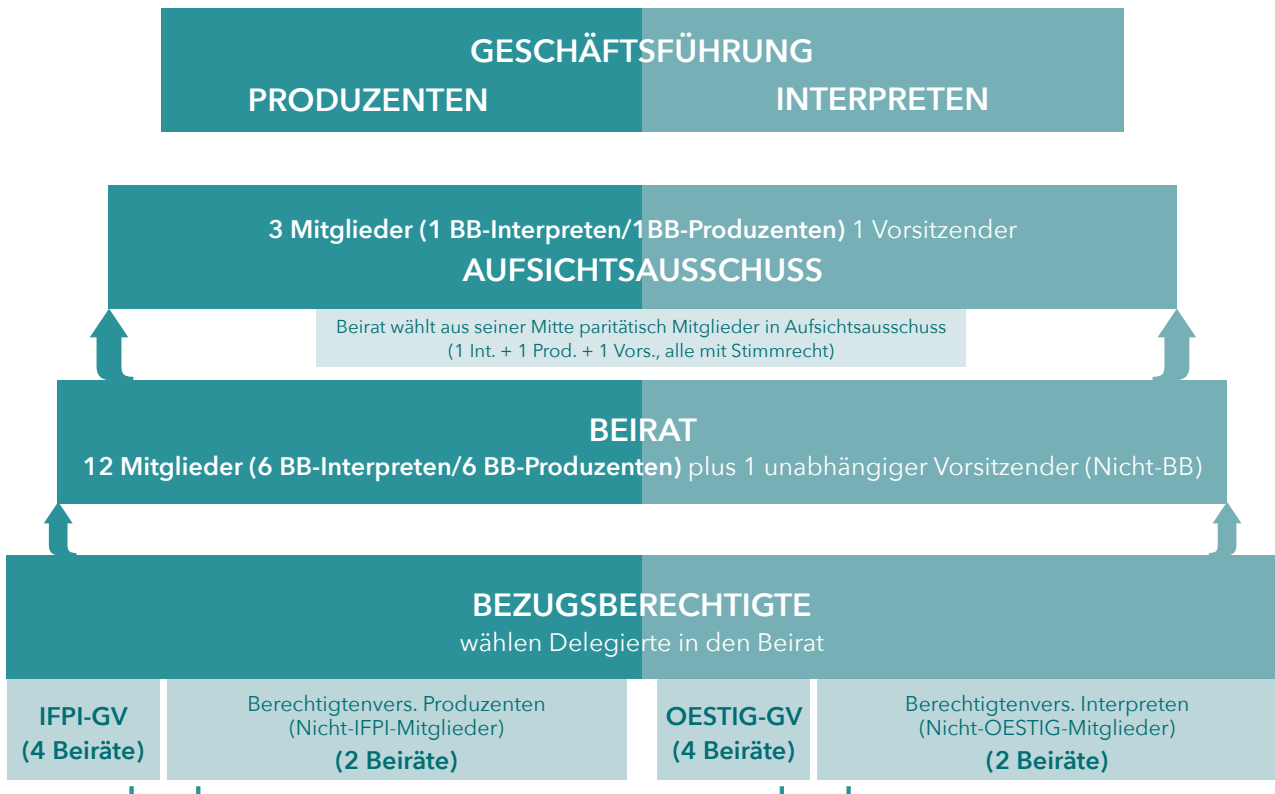 GESCHÄFTSFÜHRUNG
PRODUZENTEN
INTERPRETEN
3 Mitglieder (1 BB-Interpreten/1BB-Produzenten) 1 Vorsitzender
AUFSICHTSAUSSCHUSS
Beirat wählt aus seiner Mitte paritätisch Mitglieder in Aufsichtsausschuss
(1 Int. + 1 Prod. + 1 Vors., alle mit Stimmrecht)
BEIRAT
12 Mitglieder (6 BB-Interpreten/6 BB-Produzenten) plus 1 unabhängiger Vorsitzender (Nicht-BB)
BEZUGSBERECHTIGTE
wählen Delegierte in den Beirat
IFPI-GV
(4 Beiräte)
Berechtigtenvers. Produzenten
(Nicht-IFPI-Mitglieder)
(2 Beiräte)
OESTIG-GV
(4 Beiräte)
Berechtigtenvers. Interpreten
(Nicht-OESTIG-Mitglieder)
(2 Beiräte)